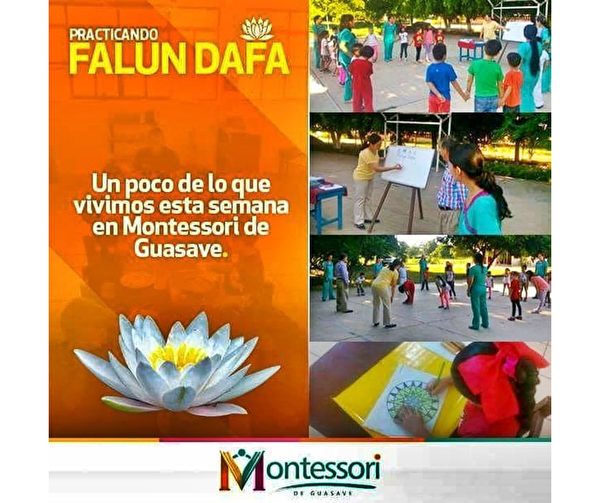 PRACTICANDO
FALUN DAFA
Un poco de lo que
vivimos esta semana
en Montessori de
Guasave.
Montessori
DE GUASAVE